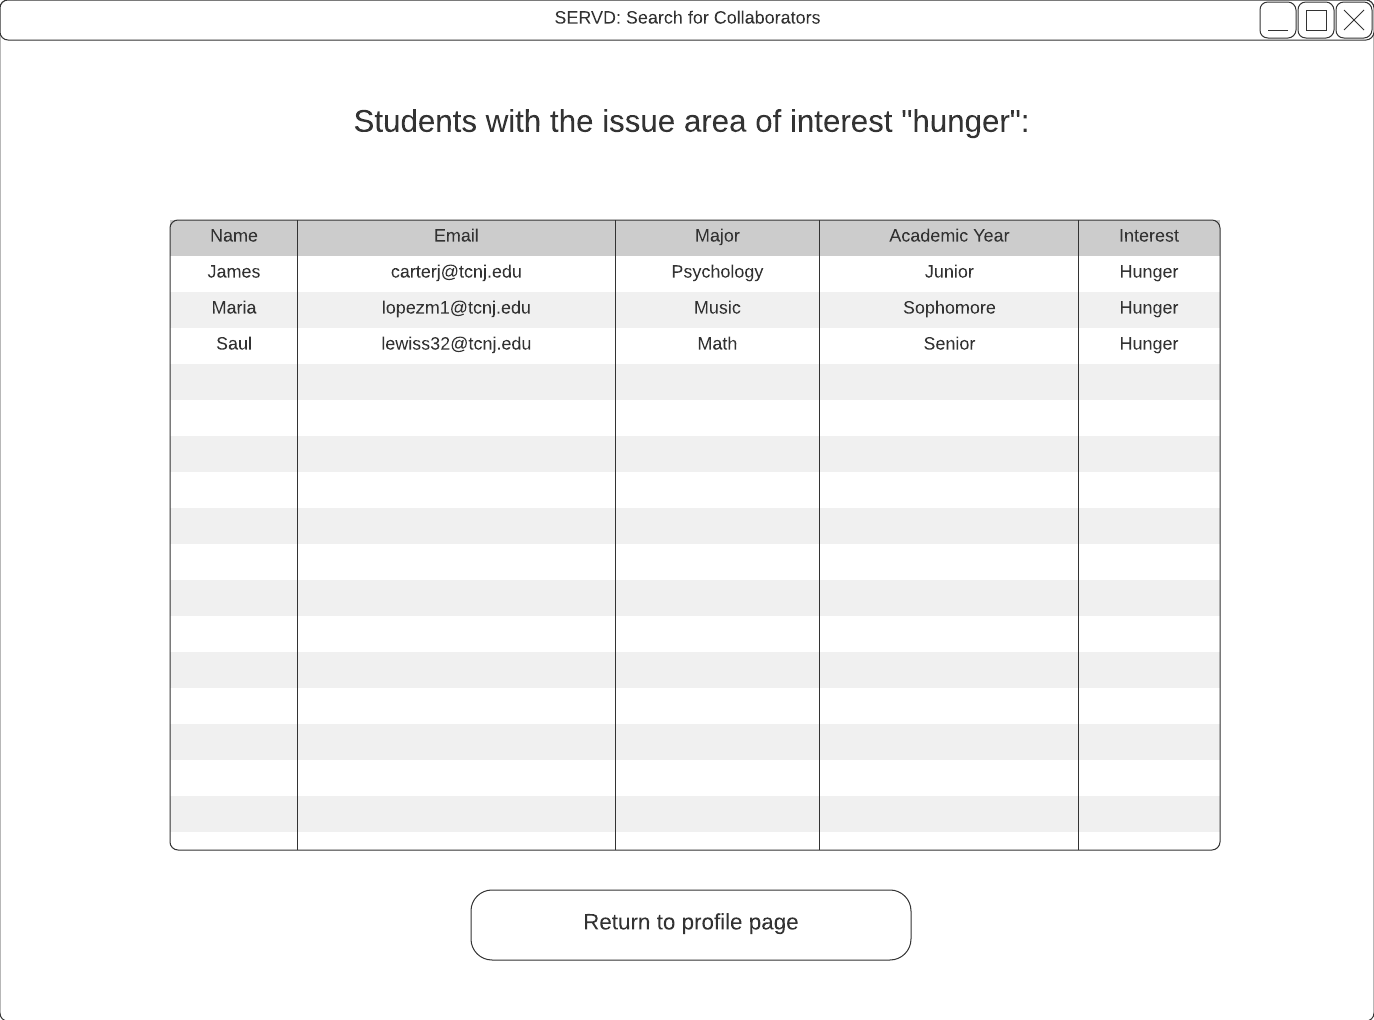 SERVD: Search for Collaborators
Students with the issue area of interest "hunger":
Name Email Major Academic Year Interest
James carterj@tcnj.edu Psychology Junior Hunger
Maria lopezm1@tcnj.edu Music Sophomore Hunger
Saul lewiss32@tcnj.edu Math Senior Hunger
Return to profile page